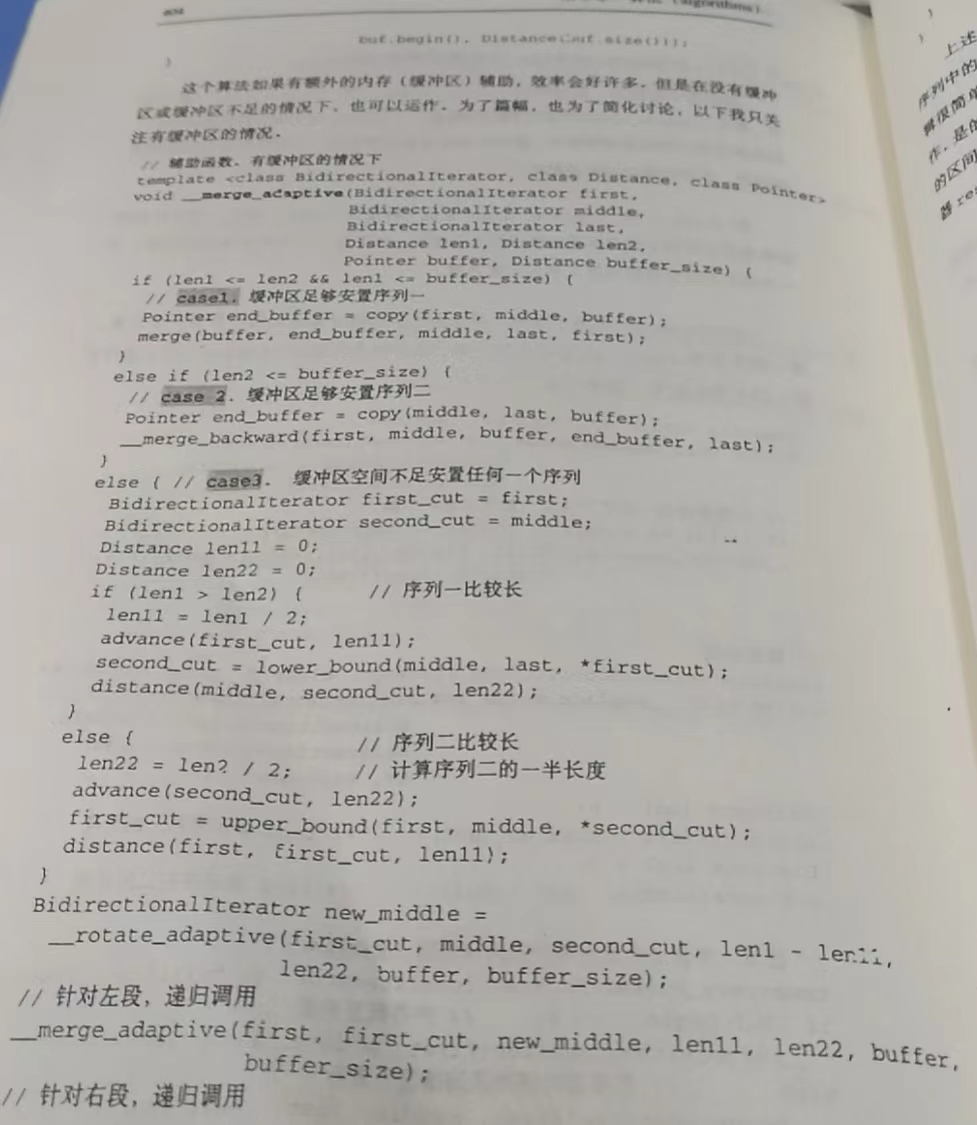 404 (algorithms)
buf.begin(), Distance(buf.size()));
}
这个算法如果有额外的内存（缓冲区）辅助，效率会好许多。但是在没有缓冲
区或缓冲区不足的情况下，也可以运作。为了篇幅，也为了简化讨论，以下我只关
注有缓冲区的情况。
// 辅助函数。有缓冲区的情况下
template <class BidirectionalIterator, class Distance, class Pointer>
void __merge_adaptive(BidirectionalIterator first,
BidirectionalIterator middle,
BidirectionalIterator last,
Distance len1, Distance len2,
Pointer buffer, Distance buffer_size) {
if (len1 <= len2 && len1 <= buffer_size) {
// case1. 缓冲区足够安置序列一
Pointer end_buffer = copy(first, middle, buffer);
merge(buffer, end_buffer, middle, last, first);
}
else if (len2 <= buffer_size) {
// case 2. 缓冲区足够安置序列二
Pointer end_buffer = copy(middle, last, buffer);
__merge_backward(first, middle, buffer, end_buffer, last);
}
else { // case3. 缓冲区空间不足安置任何一个序列
BidirectionalIterator first_cut = first;
BidirectionalIterator second_cut = middle;
Distance len11 = 0;
Distance len22 = 0;
if (len1 > len2) { // 序列一比较长
len11 = len1 / 2;
advance(first_cut, len11);
second_cut = lower_bound(middle, last, *first_cut);
distance(middle, second_cut, len22);
}
else { // 序列二比较长
len22 = len2 / 2; // 计算序列二的一半长度
advance(second_cut, len22);
first_cut = upper_bound(first, middle, *second_cut);
distance(first, first_cut, len11);
}
BidirectionalIterator new_middle =
__rotate_adaptive(first_cut, middle, second_cut, len1 - len11,
len22, buffer, buffer_size);
// 针对左段，递归调用
__merge_adaptive(first, first_cut, new_middle, len11, len22, buffer,
buffer_size);
// 针对右段，递归调用
}
}
上述
序列中的
算很简单
作，是
的区间
器 res